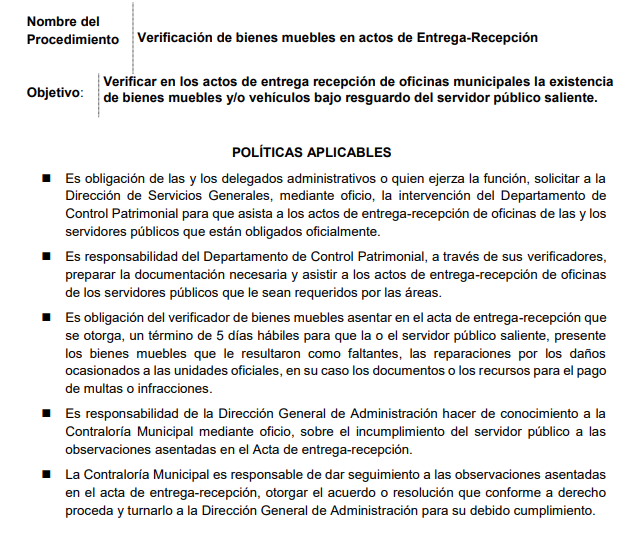 Nombre del
Procedimiento
Verificación de bienes muebles en actos de Entrega-Recepción
Objetivo:
Verificar en los actos de entrega recepción de oficinas municipales la existencia
de bienes muebles y/o vehículos bajo resguardo del servidor público saliente.
POLÍTICAS APLICABLES
■ Es obligación de las y los delegados administrativos o quien ejerza la función, solicitar a la
Dirección de Servicios Generales, mediante oficio, la intervención del Departamento de
Control Patrimonial para que asista a los actos de entrega-recepción de oficinas de las y los
servidores públicos que están obligados oficialmente.
■ Es responsabilidad del Departamento de Control Patrimonial, a través de sus verificadores,
preparar la documentación necesaria y asistir a los actos de entrega-recepción de oficinas
de los servidores públicos que le sean requeridos por las áreas.
■ Es obligación del verificador de bienes muebles asentar en el acta de entrega-recepción que
se otorga, un término de 5 días hábiles para que la o el servidor público saliente, presente
los bienes muebles que le resultaron como faltantes, las reparaciones por los daños
ocasionados a las unidades oficiales, en su caso los documentos o los recursos para el pago
de multas o infracciones.
■ Es responsabilidad de la Dirección General de Administración hacer de conocimiento a la
Contraloría Municipal mediante oficio, sobre el incumplimiento del servidor público a las
observaciones asentadas en el Acta de entrega-recepción.
■ La Contraloría Municipal es responsable de dar seguimiento a las observaciones asentadas
en el acta de entrega-recepción, otorgar el acuerdo o resolución que conforme a derecho
proceda y turnarlo a la Dirección General de Administración para su debido cumplimiento.